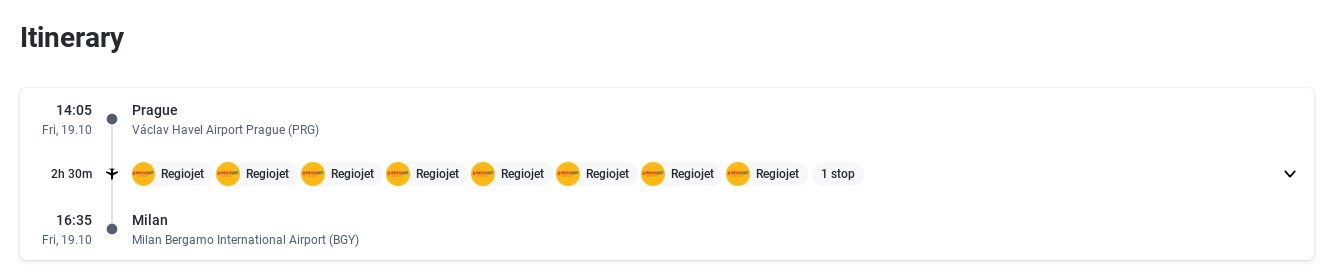 Itinerary
14:05 Prague
Fri, 19.10 Václav Havel Airport Prague (PRG)
2h 30m Regiojet Regiojet Regiojet Regiojet Regiojet Regiojet Regiojet Regiojet 1 stop
16:35 Milan
Fri, 19.10 Milan Bergamo International Airport (BGY)